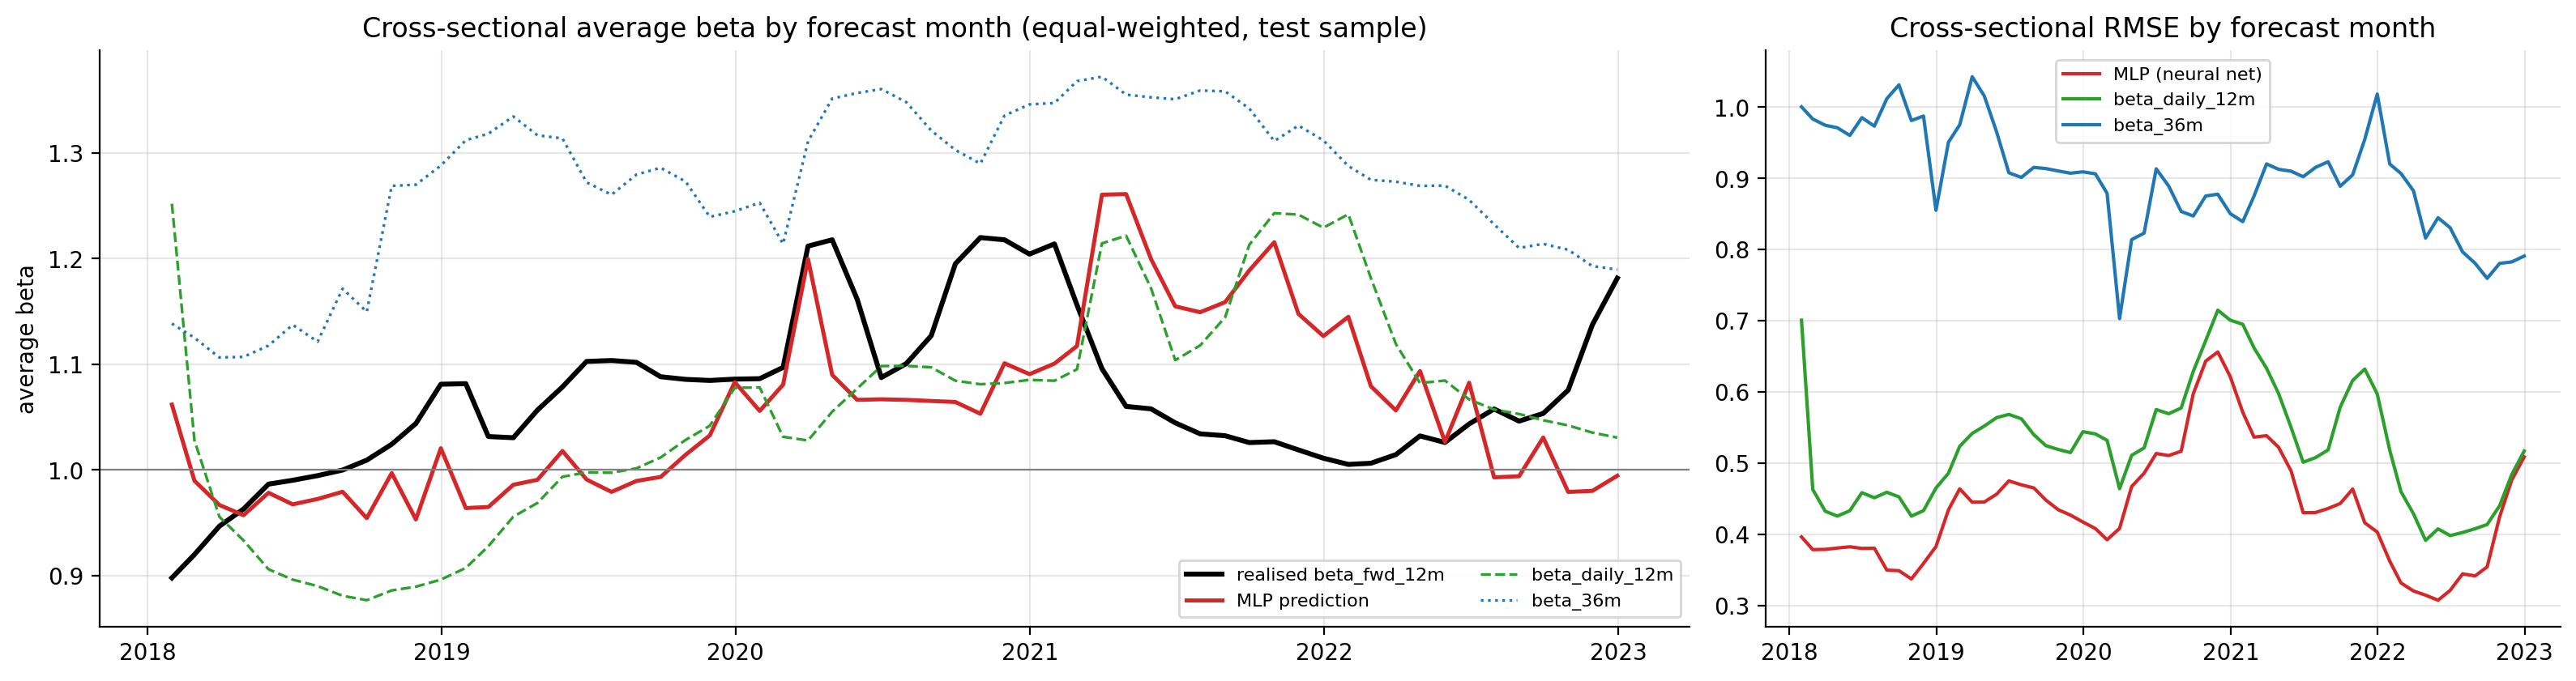 Cross-sectional average beta by forecast month (equal-weighted, test sample)
average beta
1.3
1.2
1.1
1.0
0.9
realised beta_fwd_12m
MLP prediction
beta_daily_12m
beta_36m
2018 2019 2020 2021 2022 2023
Cross-sectional RMSE by forecast month
MLP (neural net)
beta_daily_12m
beta_36m
1.0
0.9
0.8
0.7
0.6
0.5
0.4
0.3
2018 2019 2020 2021 2022 2023